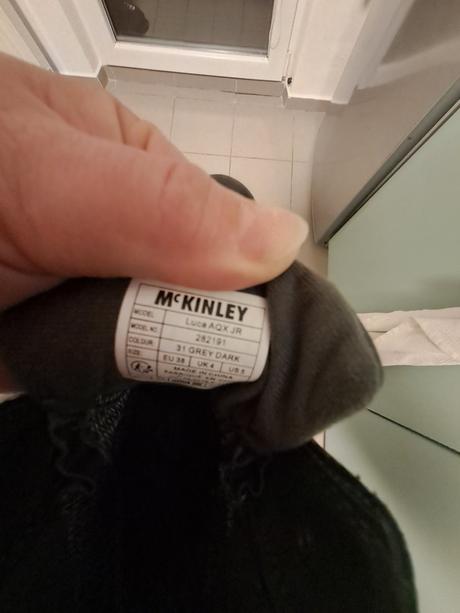 McKINLEY
MODEL: Luca AQX JR
MODEL NO. 282191
COLOUR: 31 GREY DARK
SIZE: EU 38 UK 4 US 5
MADE IN CHINA